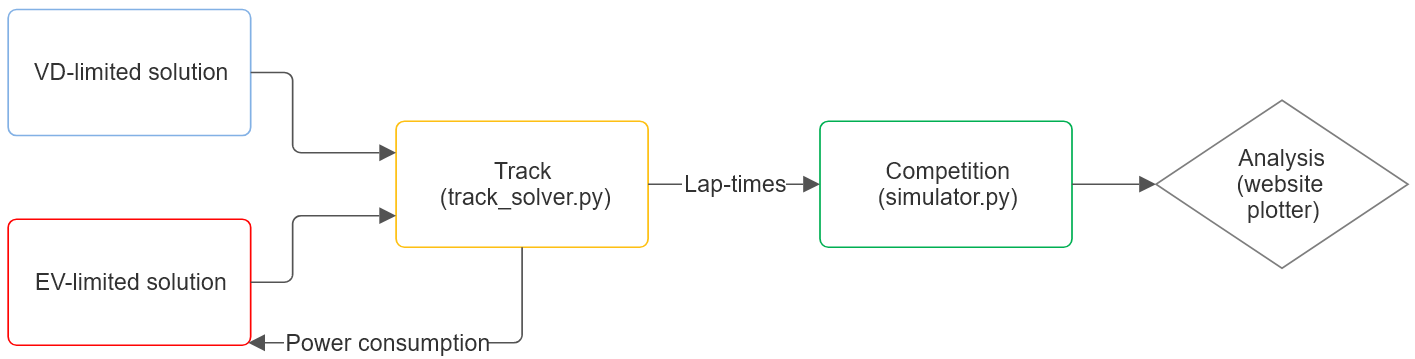 VD-limited solution
EV-limited solution
Track
(track_solver.py)
Power consumption
Lap-times
Competition
(simulator.py)
Analysis
(website
plotter)